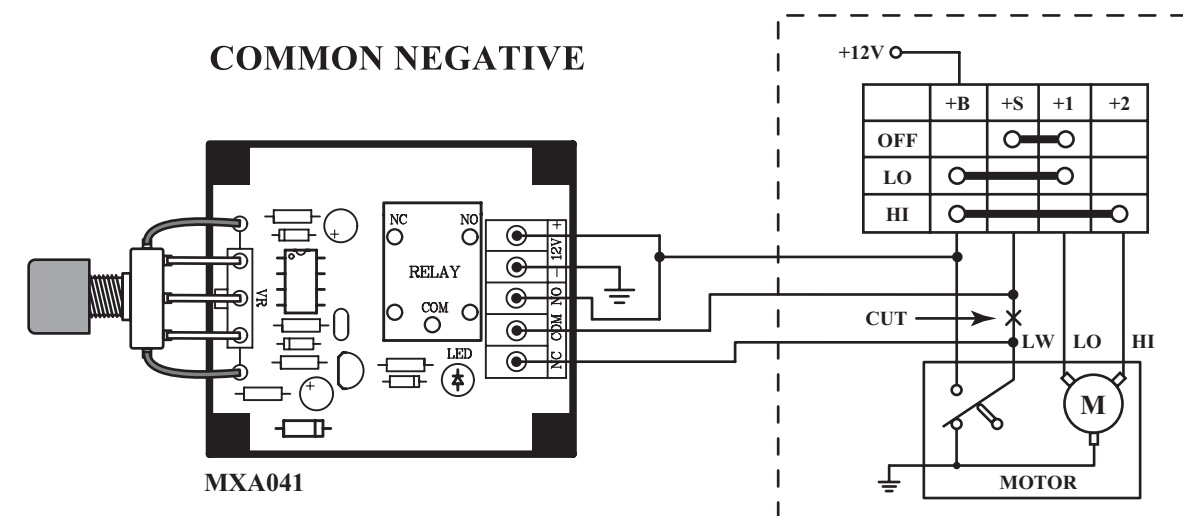 COMMON NEGATIVE
+12V
+B +S +1 +2
OFF
LO
HI
NC NO
RELAY
COM
VR
LED
+
12V
−
NO
COM
NC
CUT
LW LO HI
M
MOTOR
+
+
MXA041